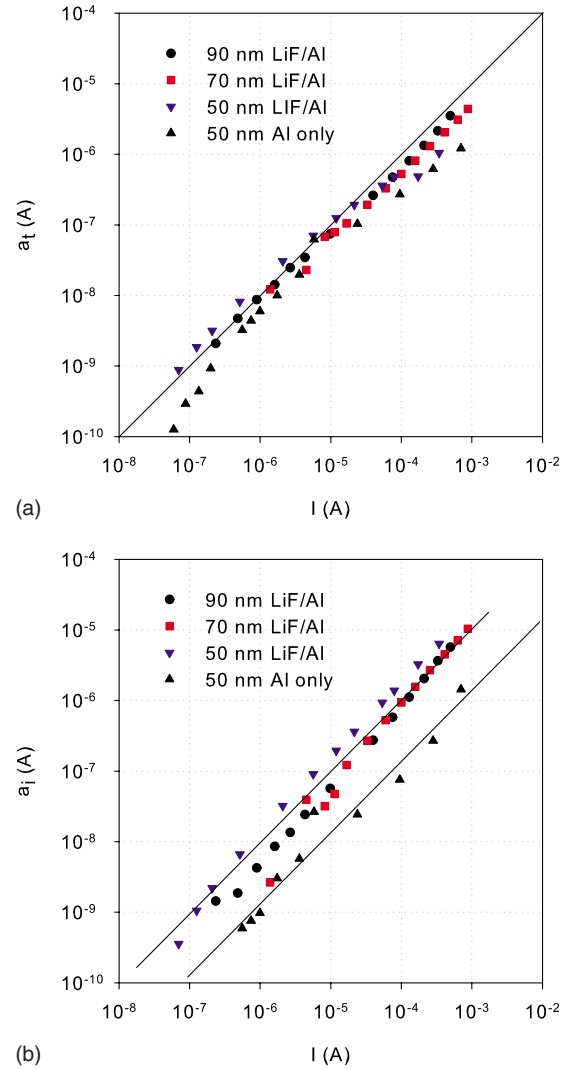 10⁻⁴
10⁻⁵
10⁻⁶
10⁻⁷
10⁻⁸
10⁻⁹
10⁻¹⁰
aₜ (A)
90 nm LiF/Al
70 nm LiF/Al
50 nm LIF/Al
50 nm Al only
10⁻⁸ 10⁻⁷ 10⁻⁶ 10⁻⁵ 10⁻⁴ 10⁻³ 10⁻²
(a)
I (A)
10⁻⁴
10⁻⁵
10⁻⁶
10⁻⁷
10⁻⁸
10⁻⁹
10⁻¹⁰
aᵢ (A)
90 nm LiF/Al
70 nm LiF/Al
50 nm LiF/Al
50 nm Al only
10⁻⁸ 10⁻⁷ 10⁻⁶ 10⁻⁵ 10⁻⁴ 10⁻³ 10⁻²
(b)
I (A)